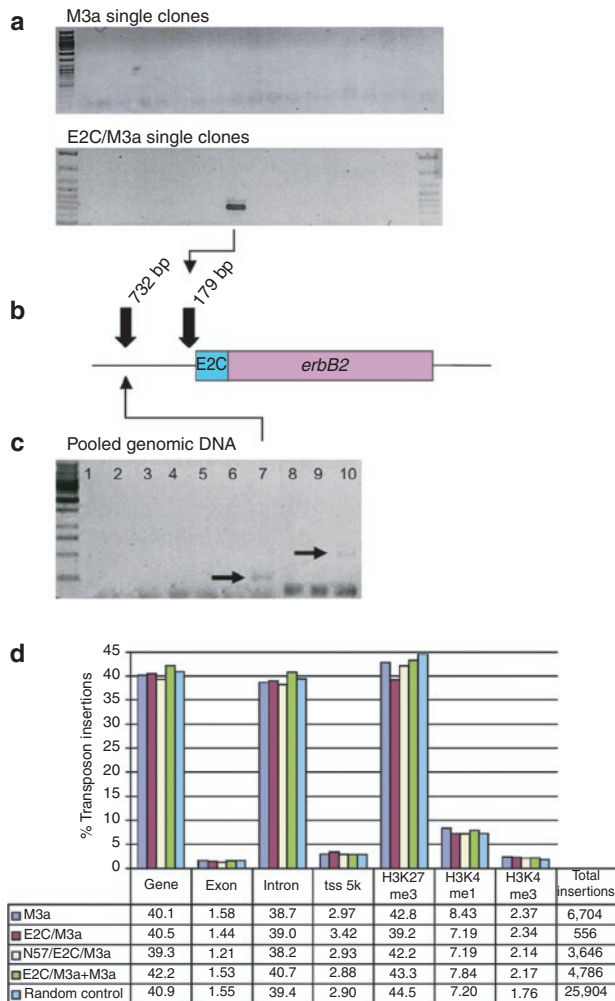 a
M3a single clones
E2C/M3a single clones
732 bp
179 bp
b
E2C
erbB2
c
Pooled genomic DNA
1 2 3 4 5 6 7 8 9 10
d
% Transposon insertions
45
40
35
30
25
20
15
10
5
0
Gene Exon Intron tss 5k H3K27 me3 H3K4 me1 H3K4 me3 Total insertions
M3a 40.1 1.58 38.7 2.97 42.8 8.43 2.37 6,704
E2C/M3a 40.5 1.44 39.0 3.42 39.2 7.19 2.34 556
N57/E2C/M3a 39.3 1.21 38.2 2.93 42.2 7.19 2.14 3,646
E2C/M3a+M3a 42.2 1.53 40.7 2.88 43.3 7.84 2.17 4,786
Random control 40.9 1.55 39.4 2.90 44.5 7.20 1.76 25,904